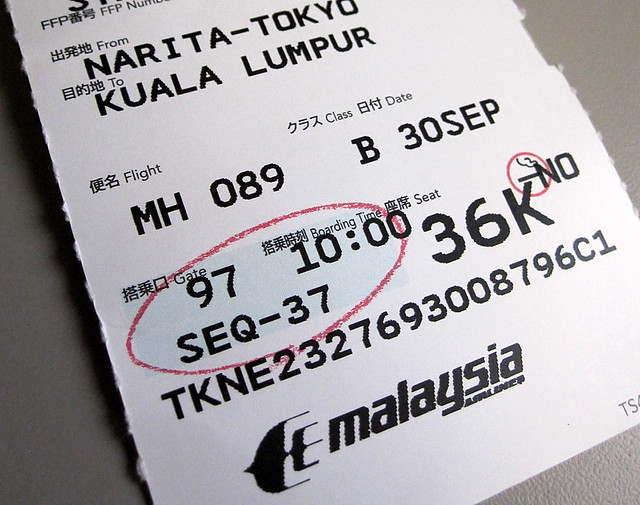 FFP番号 FFP Number
出発地 From
NARITA-TOKYO
目的地 To
KUALA LUMPUR
クラス Class 日付 Date
B 30SEP
便名 Flight
MH 089
搭乗口 Gate 搭乗時刻 Boarding Time 座席 Seat
97 10:00 36K NO
SEQ-37
TKNE2327693008796C1
malaysia
AIRLINES